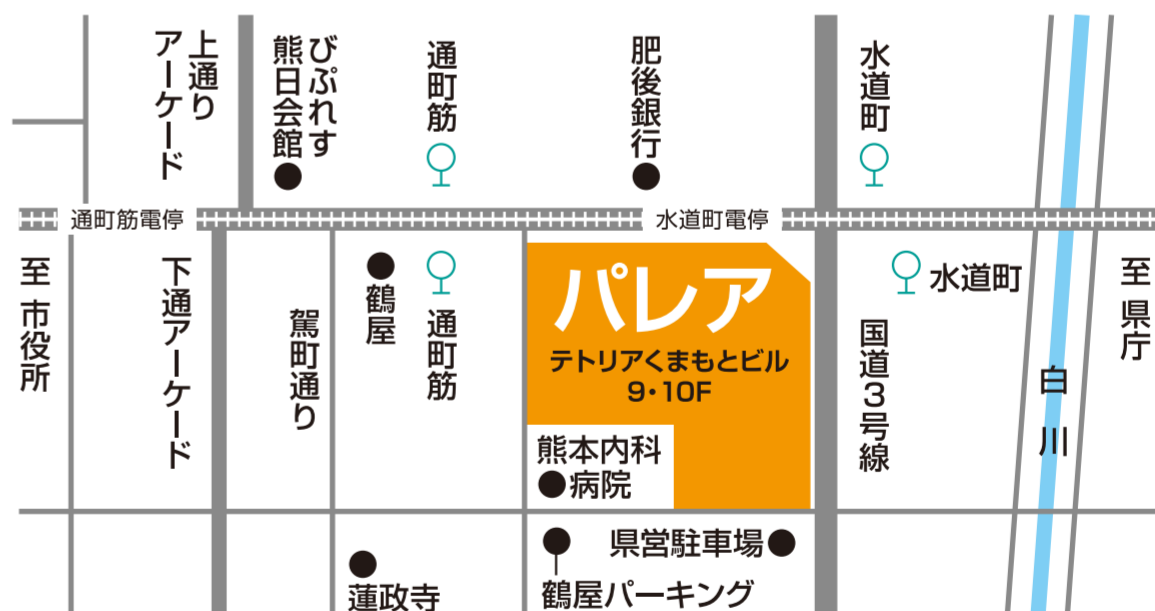 上通り
アーケード
びぷれす
熊日会館
通町筋
肥後銀行
水道町
通町筋電停
水道町電停
至 市役所
下通アーケード
駕町通り
鶴屋
通町筋
パレア
テトリアくまもとビル
9・10F
熊本内科
病院
国道3号線
水道町
白川
至 県庁
蓮政寺
鶴屋パーキング
県営駐車場